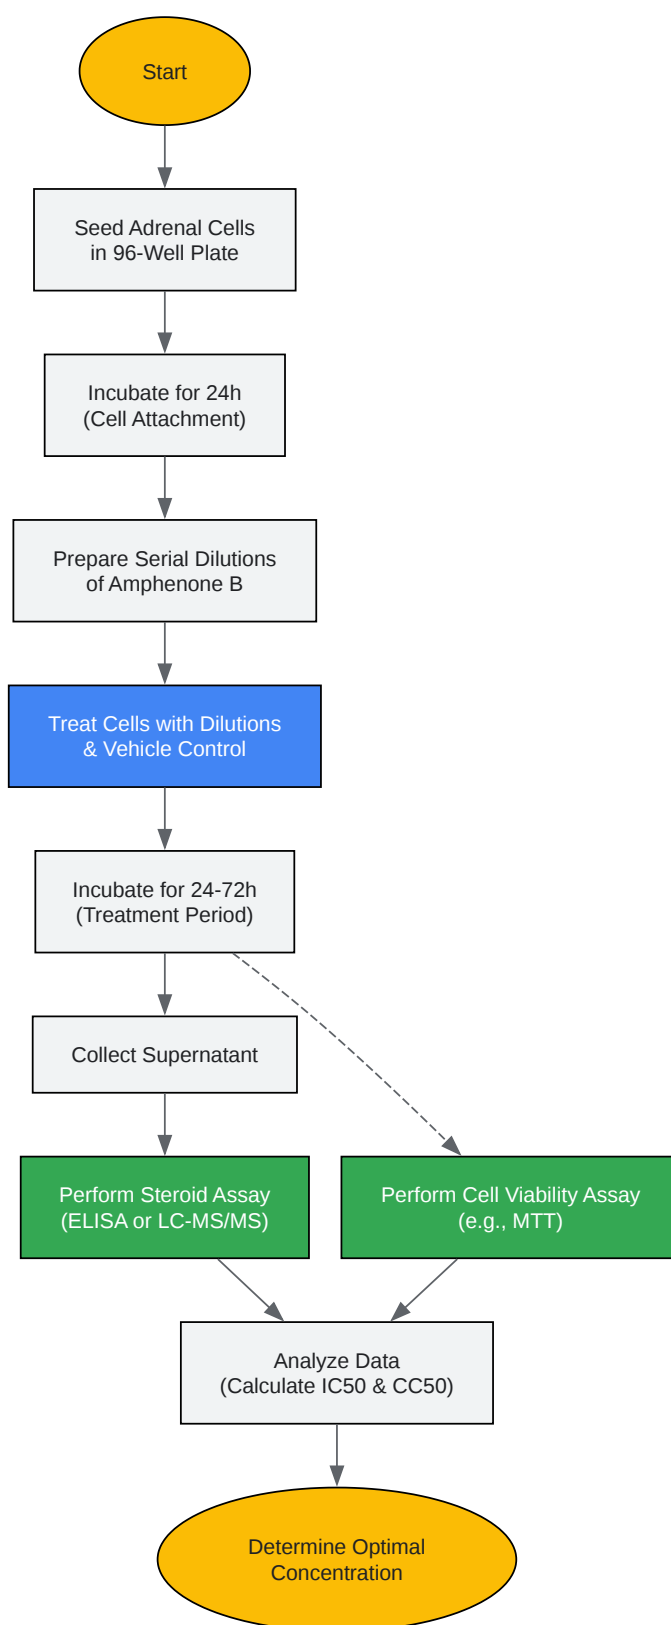 Start
Seed Adrenal Cells
in 96-Well Plate
Incubate for 24h
(Cell Attachment)
Prepare Serial Dilutions
of Amphenone B
Treat Cells with Dilutions
& Vehicle Control
Incubate for 24-72h
(Treatment Period)
Collect Supernatant
Perform Steroid Assay
(ELISA or LC-MS/MS)
Perform Cell Viability Assay
(e.g., MTT)
Analyze Data
(Calculate IC50 & CC50)
Determine Optimal
Concentration